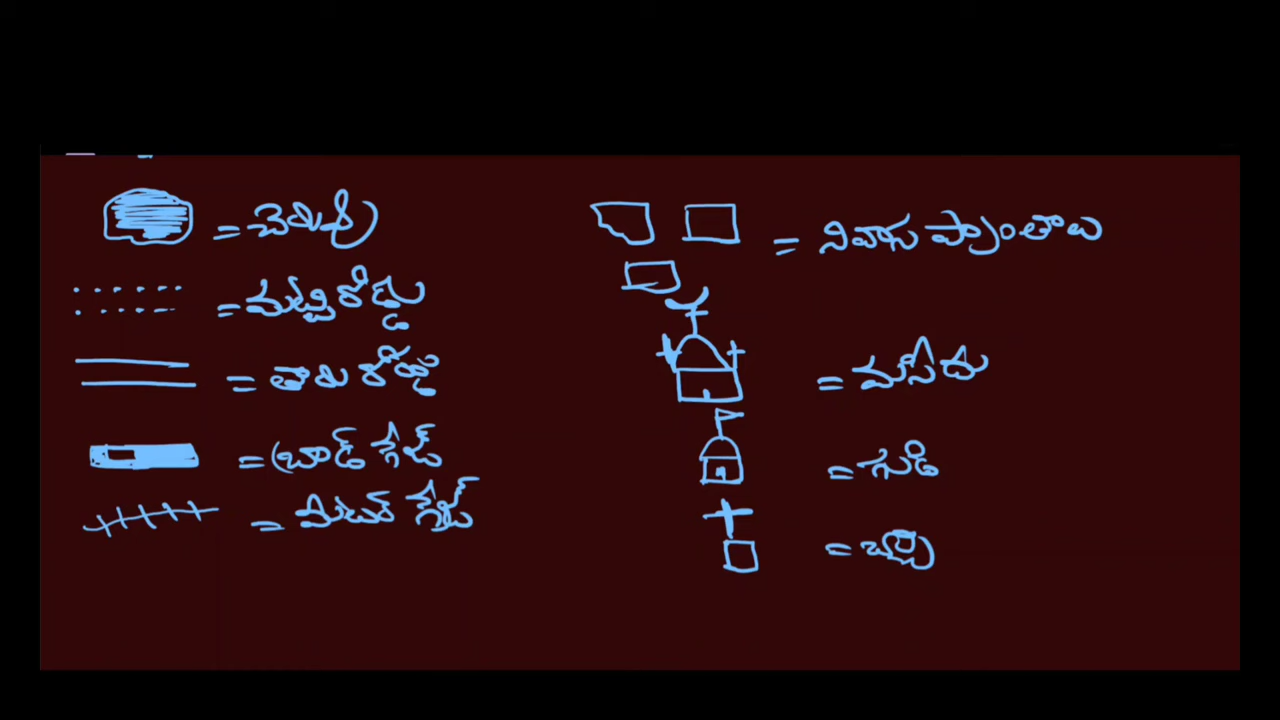 = చెరువు
= మట్టి రోడ్డు
= తారు రోడ్డు
= బ్రాడ్ గేజ్
= మీటర్ గేజ్
= నివాస ప్రాంతాలు
= మసీదు
= గుడి
= చర్చి